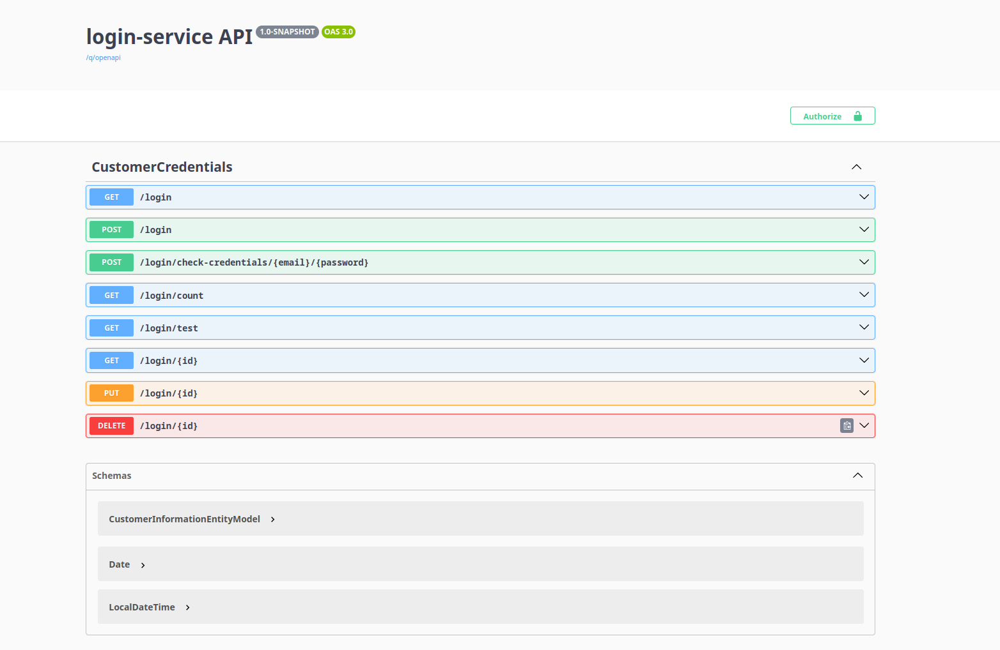 login-service API 1.0-SNAPSHOT OAS 3.0
/q/openapi
Authorize
CustomerCredentials
GET /login
POST /login
POST /login/check-credentials/{email}/{password}
GET /login/count
GET /login/test
GET /login/{id}
PUT /login/{id}
DELETE /login/{id}
Schemas
CustomerInformationEntityModel
Date
LocalDateTime